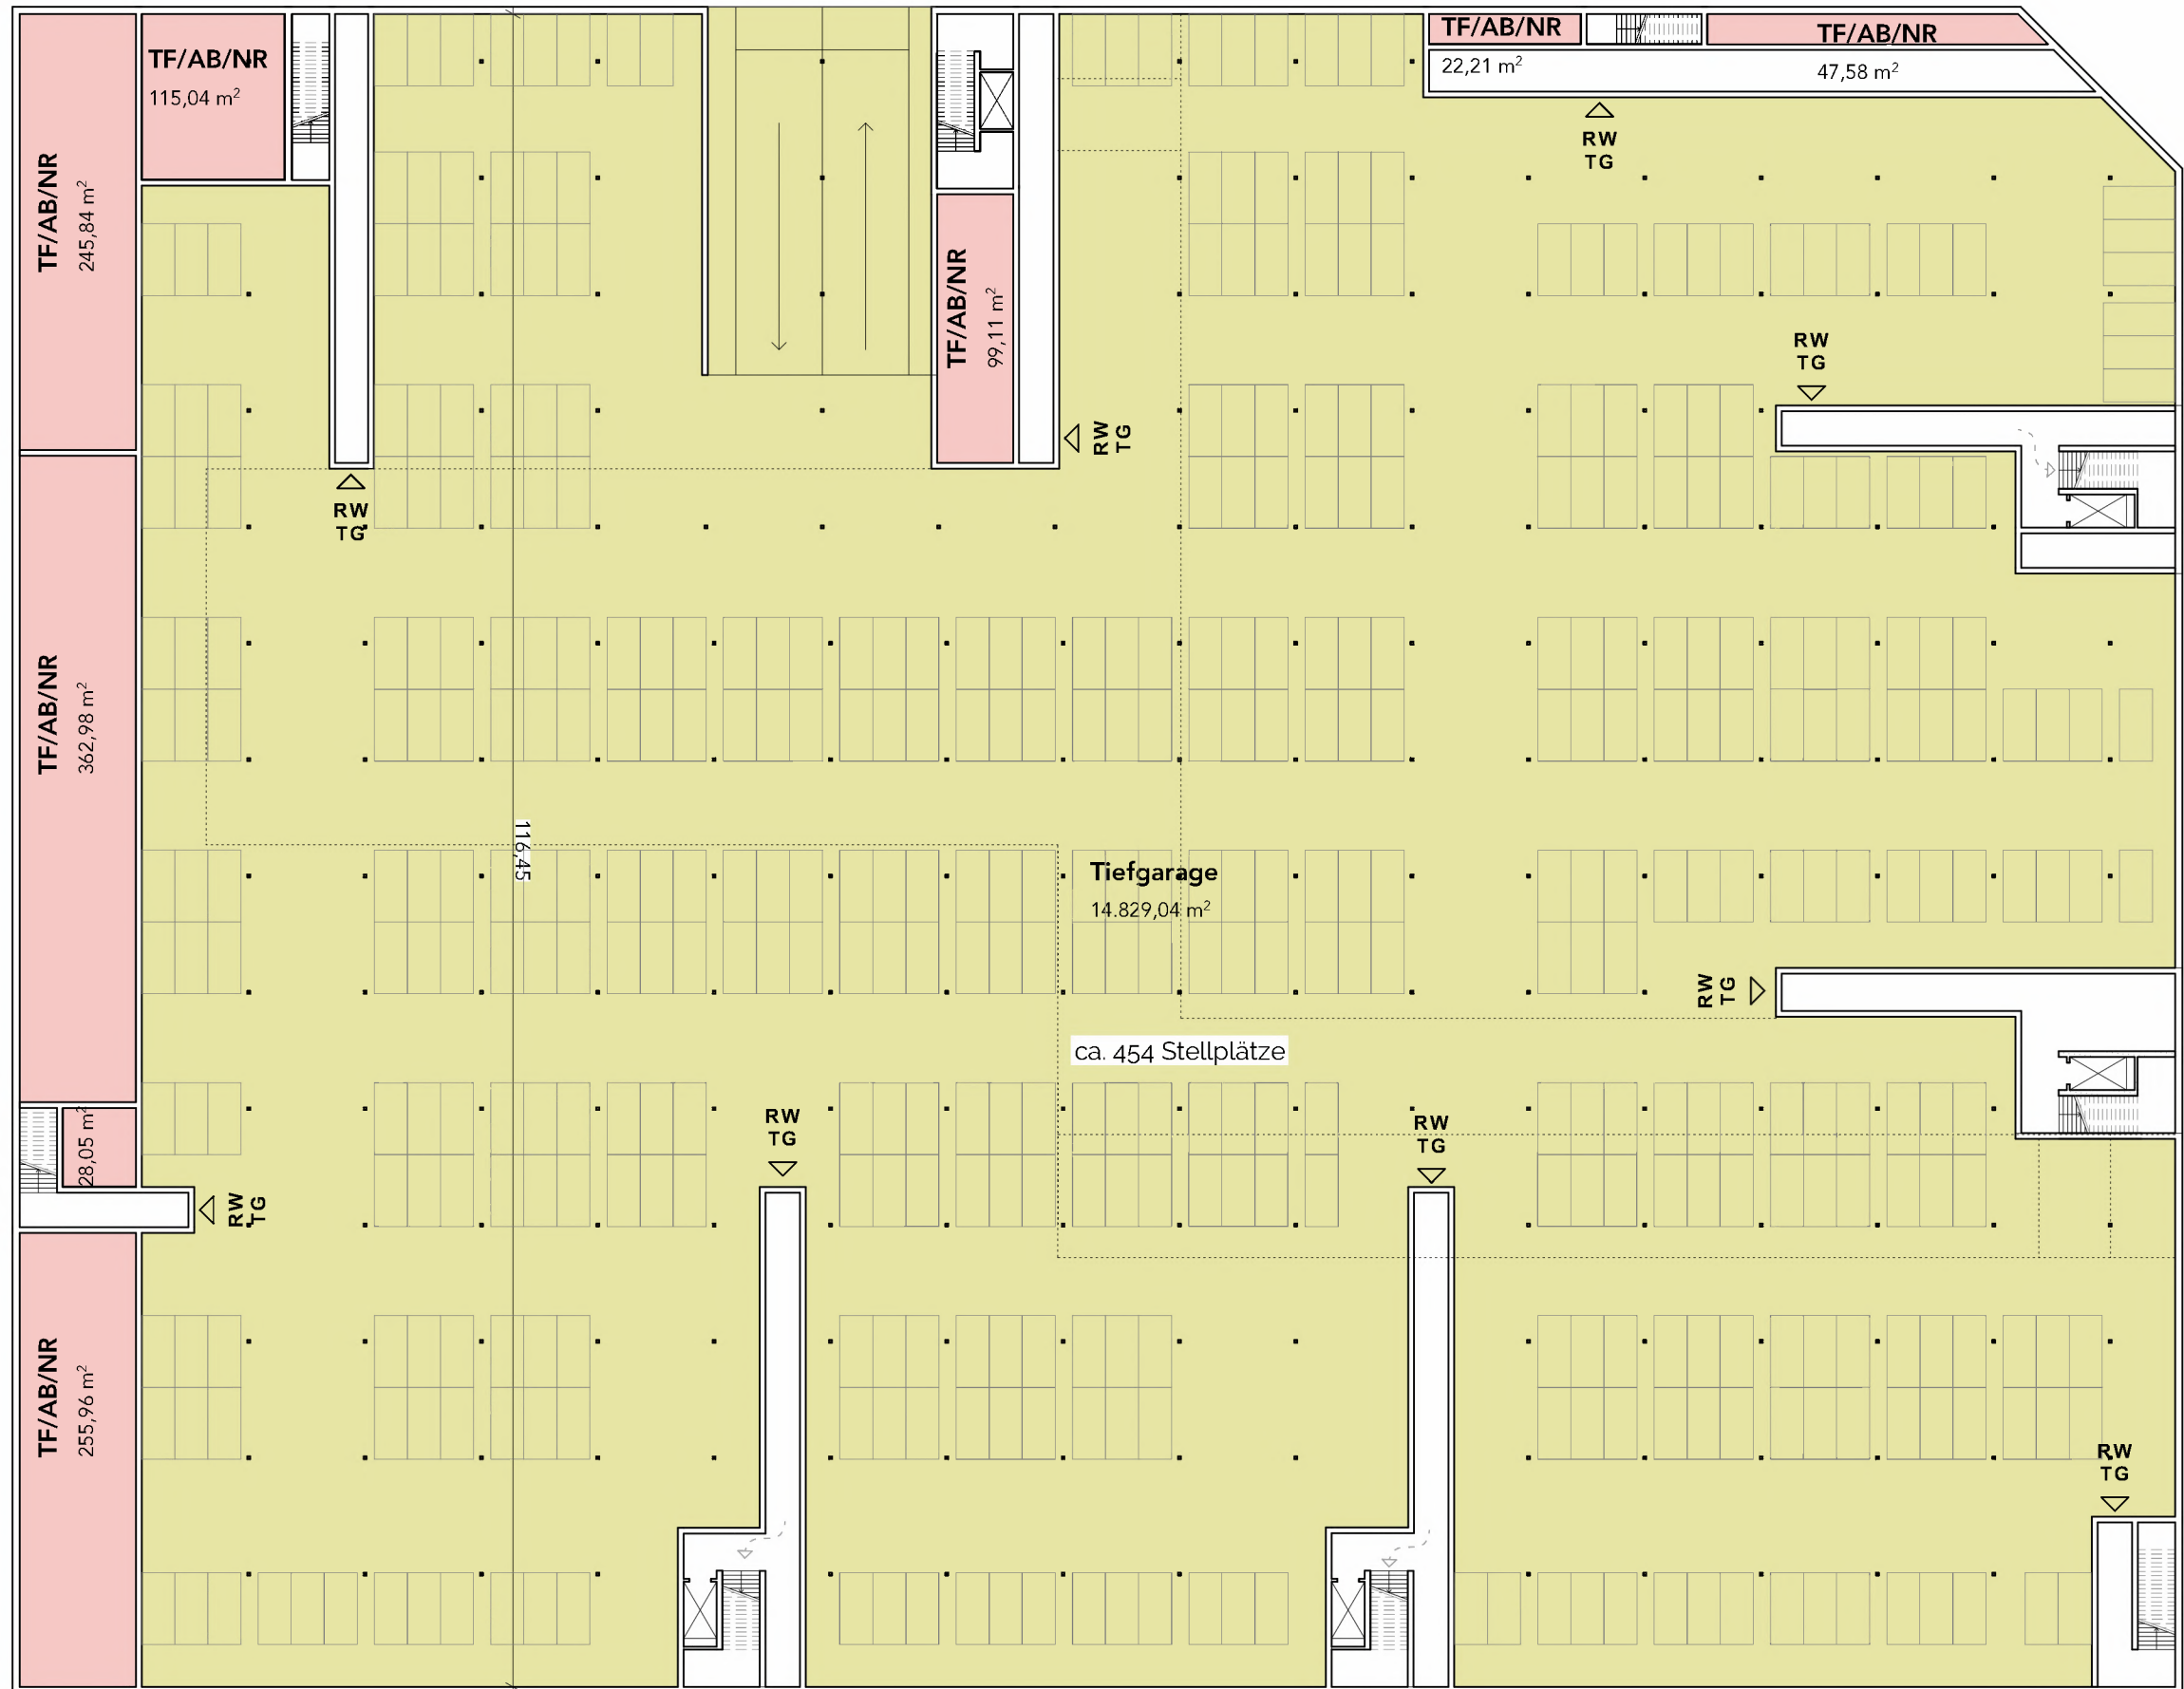 TF/AB/NR
115,04 m²
TF/AB/NR
22,21 m²
TF/AB/NR
47,58 m²
RW
TG
TF/AB/NR
245,84 m²
TF/AB/NR
99,11 m²
RW
TG
RW
TG
RW
TG
TF/AB/NR
362,98 m²
116,45
Tiefgarage
14.829,04 m²
RW
TG
ca. 454 Stellplätze
28,05 m²
RW
TG
RW
TG
RW
TG
TF/AB/NR
255,96 m²
RW
TG